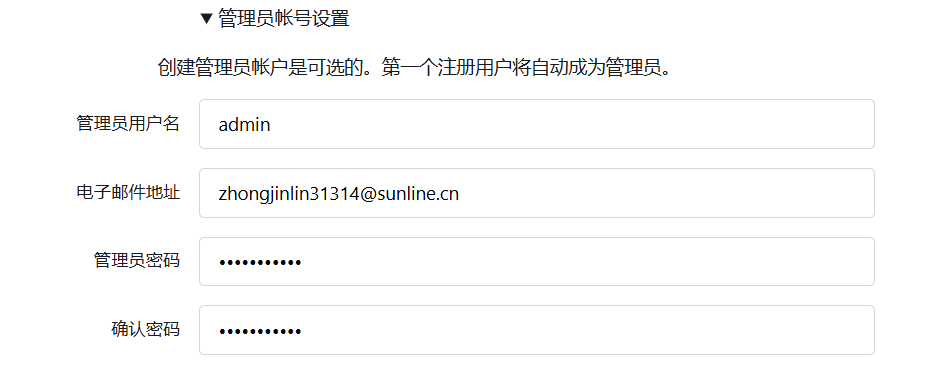 ▼ 管理员帐号设置
创建管理员帐户是可选的。第一个注册用户将自动成为管理员。
管理员用户名 admin
电子邮件地址 zhongjinlin31314@sunline.cn
管理员密码 •••••••••••
确认密码 •••••••••••